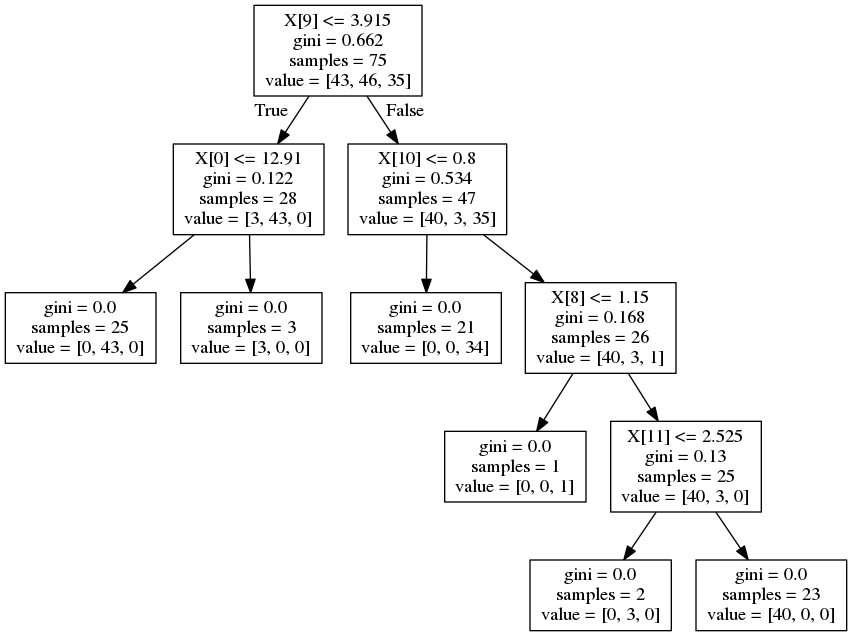 X[9] <= 3.915
gini = 0.662
samples = 75
value = [43, 46, 35]
True
False
X[0] <= 12.91
gini = 0.122
samples = 28
value = [3, 43, 0]
X[10] <= 0.8
gini = 0.534
samples = 47
value = [40, 3, 35]
gini = 0.0
samples = 25
value = [0, 43, 0]
gini = 0.0
samples = 3
value = [3, 0, 0]
gini = 0.0
samples = 21
value = [0, 0, 34]
X[8] <= 1.15
gini = 0.168
samples = 26
value = [40, 3, 1]
gini = 0.0
samples = 1
value = [0, 0, 1]
X[11] <= 2.525
gini = 0.13
samples = 25
value = [40, 3, 0]
gini = 0.0
samples = 2
value = [0, 3, 0]
gini = 0.0
samples = 23
value = [40, 0, 0]